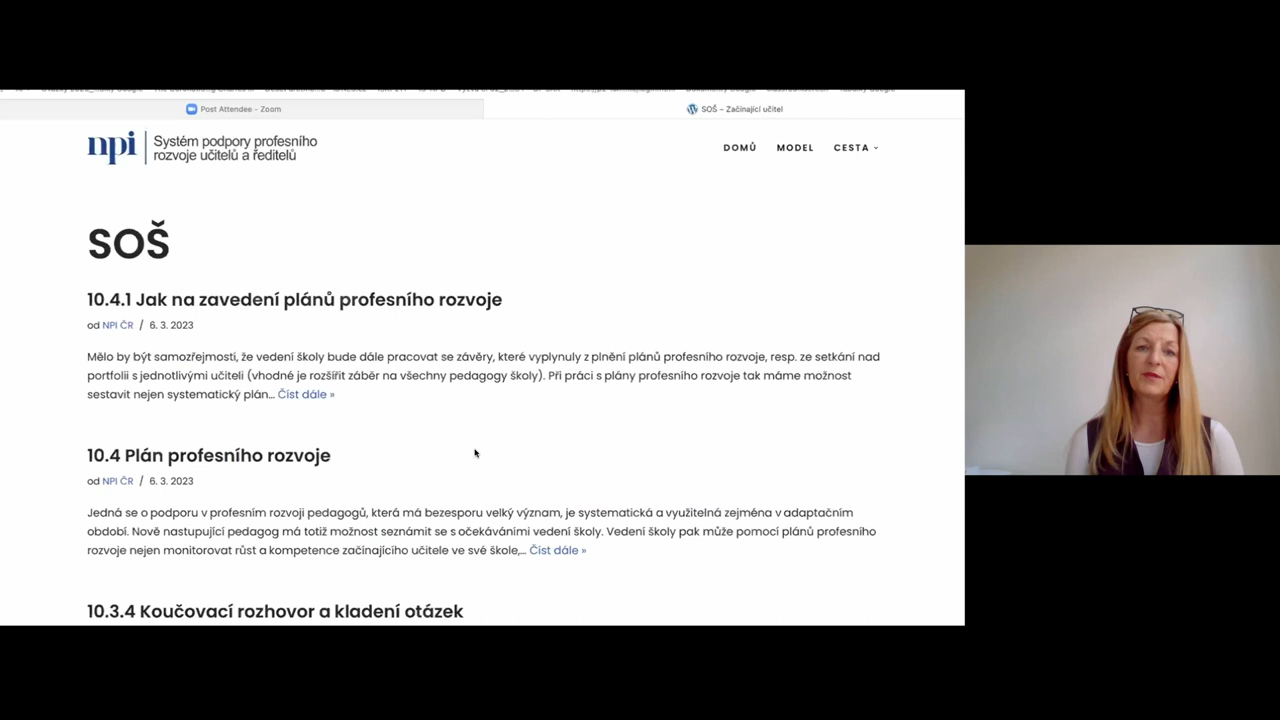 Post Attendee - Zoom
SOŠ – Začínající učitel
npi
Systém podpory profesního
rozvoje učitelů a ředitelů
DOMŮ
MODEL
CESTA
SOŠ
10.4.1 Jak na zavedení plánů profesního rozvoje
od NPI ČR / 6. 3. 2023
Mělo by být samozřejmostí, že vedení školy bude dále pracovat se závěry, které vyplynuly z plnění plánů profesního rozvoje, resp. ze setkání nad
portfolii s jednotlivými učiteli (vhodné je rozšířit záběr na všechny pedagogy školy). Při práci s plány profesního rozvoje tak máme možnost
sestavit nejen systematický plán… Číst dále »
10.4 Plán profesního rozvoje
od NPI ČR / 6. 3. 2023
Jedná se o podporu v profesním rozvoji pedagogů, která má bezesporu velký význam, je systematická a využitelná zejména v adaptačním
období. Nově nastupující pedagog má totiž možnost seznámit se s očekáváními vedení školy. Vedení školy pak může pomocí plánů profesního
rozvoje nejen monitorovat růst a kompetence začínajícího učitele ve své škole,… Číst dále »
10.3.4 Koučovací rozhovor a kladení otázek